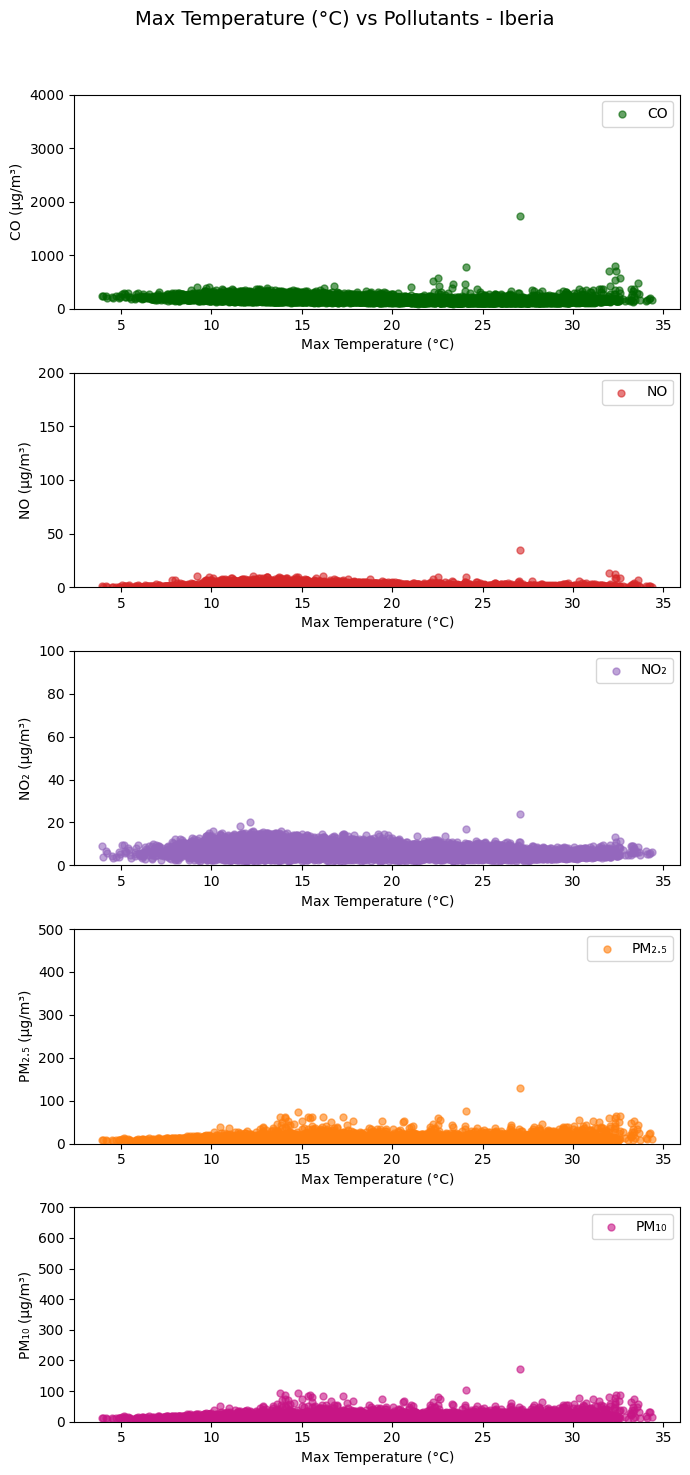 Max Temperature (°C) vs Pollutants - Iberia
4000
3000
2000
1000
0
CO (μg/m³)
CO
5 10 15 20 25 30 35
Max Temperature (°C)
200
150
100
50
0
NO (μg/m³)
NO
5 10 15 20 25 30 35
Max Temperature (°C)
100
80
60
40
20
0
NO₂ (μg/m³)
NO₂
5 10 15 20 25 30 35
Max Temperature (°C)
500
400
300
200
100
0
PM₂.₅ (μg/m³)
PM₂.₅
5 10 15 20 25 30 35
Max Temperature (°C)
700
600
500
400
300
200
100
0
PM₁₀ (μg/m³)
PM₁₀
5 10 15 20 25 30 35
Max Temperature (°C)